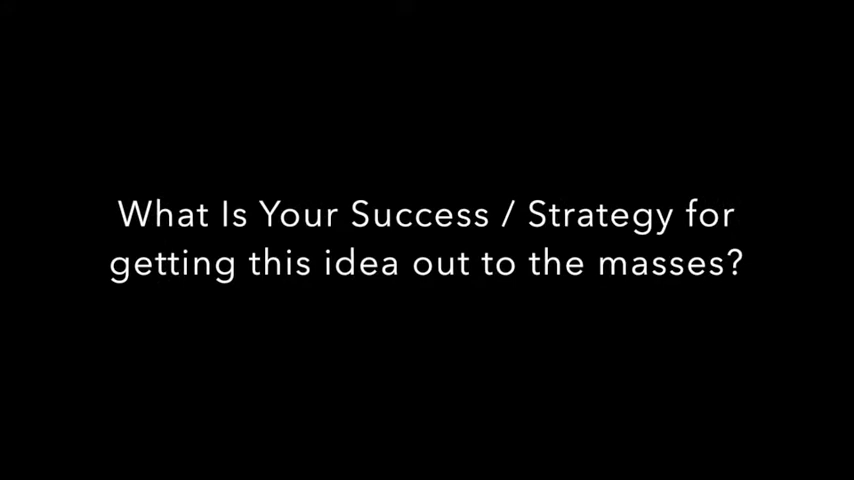 What Is Your Success / Strategy for
getting this idea out to the masses?